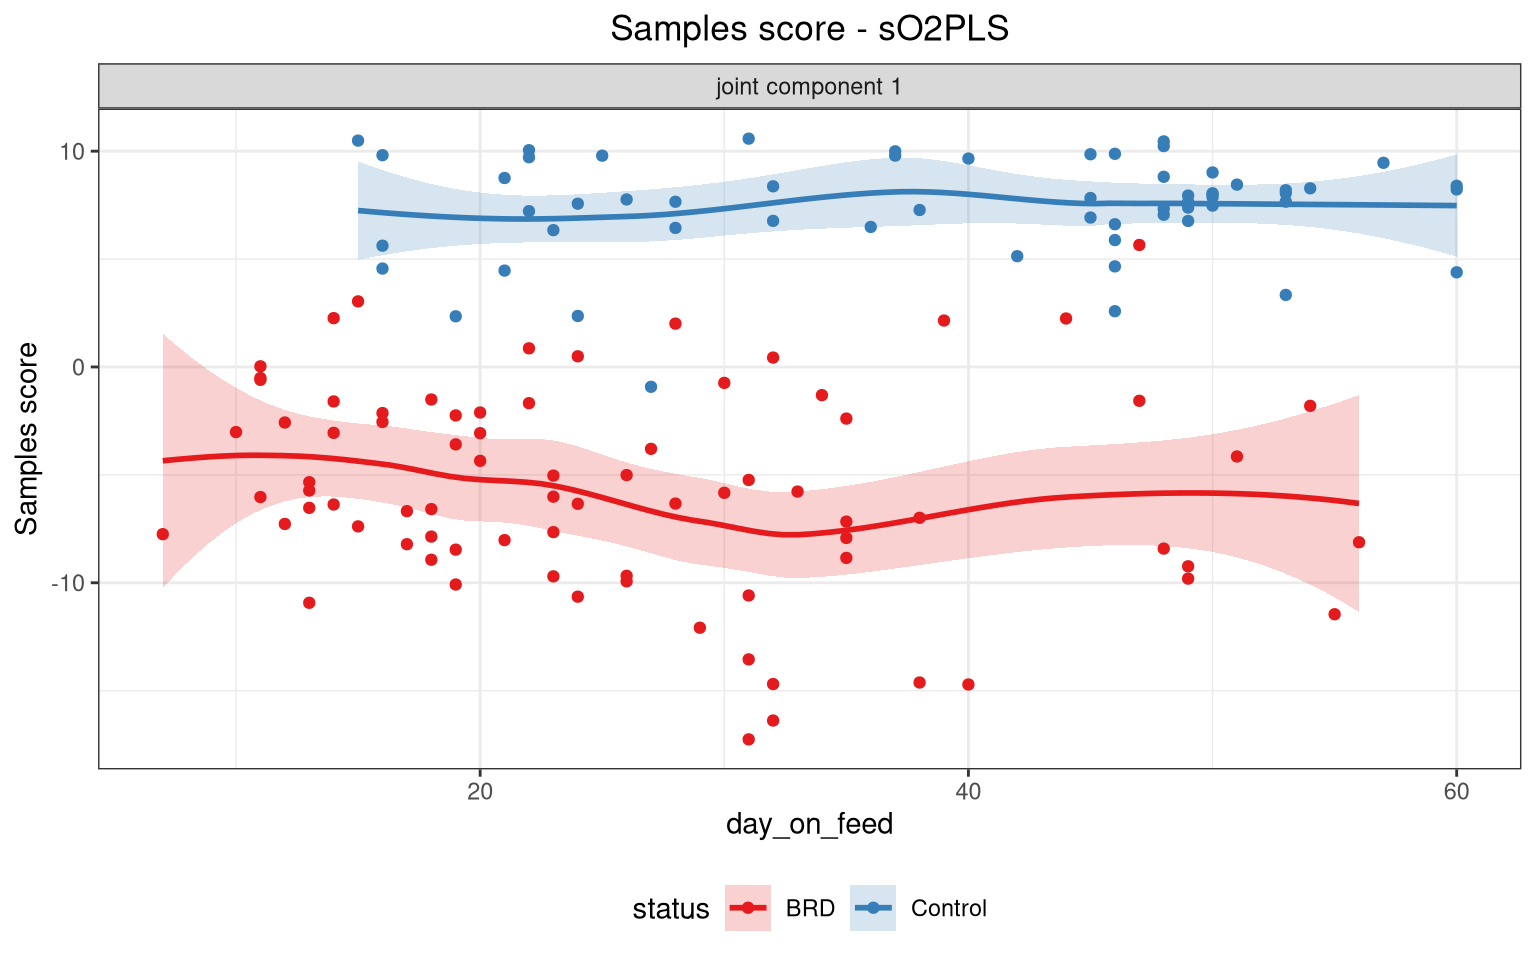 Samples score - sO2PLS
joint component 1
Samples score
10
0
-10
20
40
60
day_on_feed
status
BRD
Control